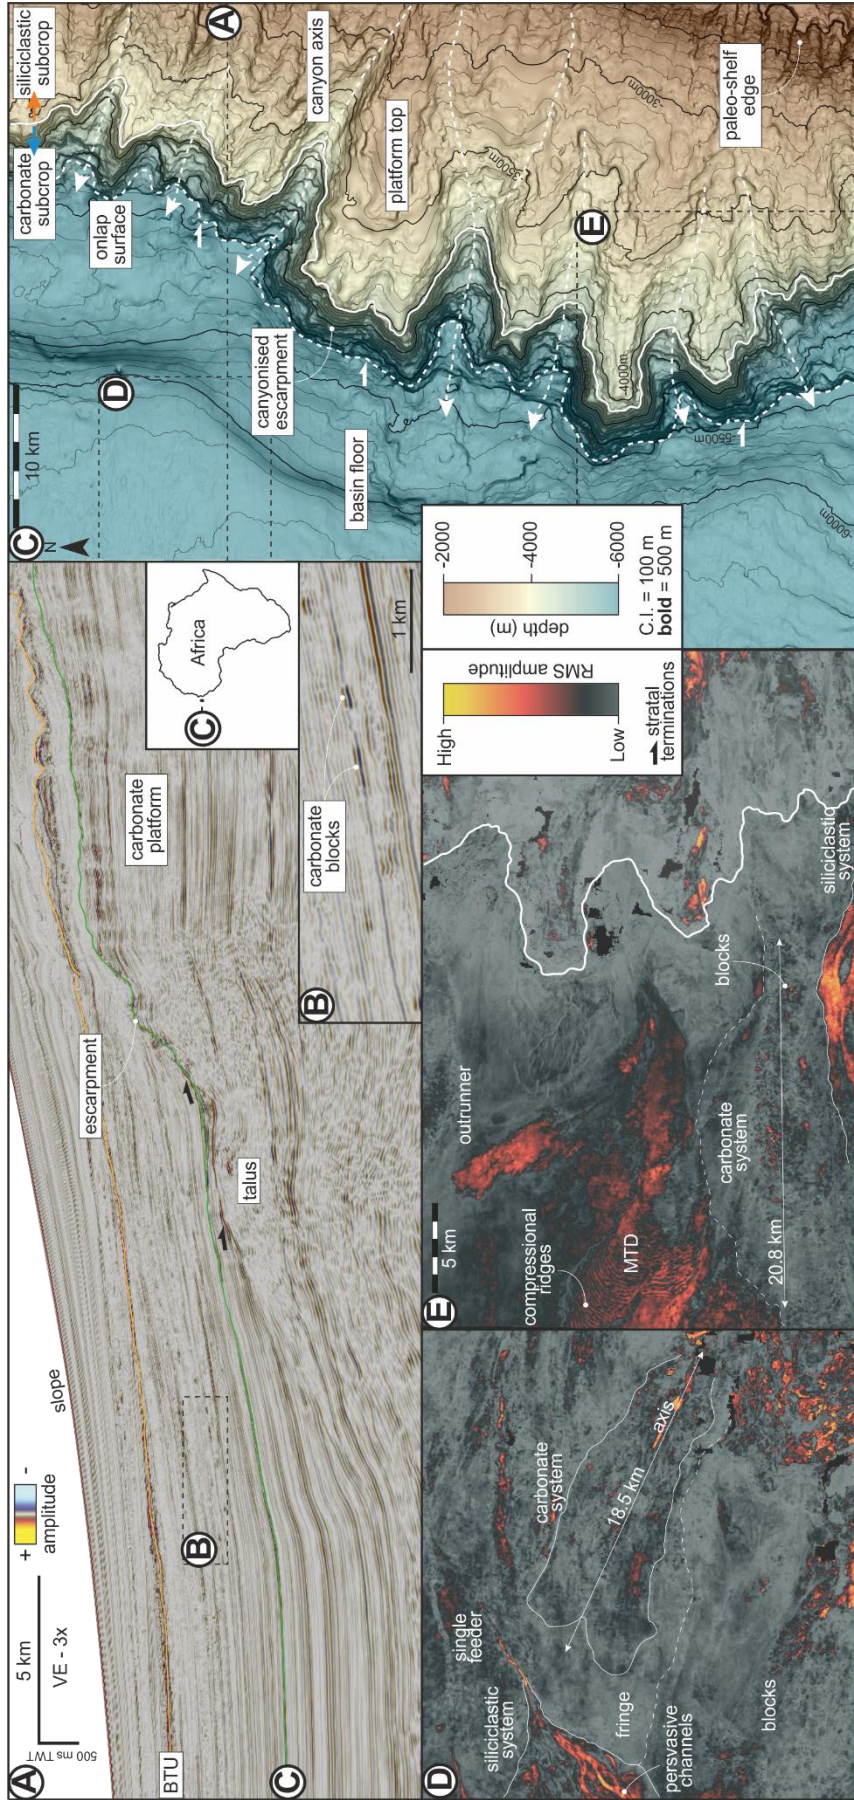 A
5 km
VE - 3x
500 ms TWT
+
-
amplitude
slope
BTU
C
B
escarpment
talus
carbonate
platform
C
Africa
B
carbonate
blocks
1 km
C
N
10 km
D
carbonate
subcrop
siliciclastic
subcrop
onlap
surface
A
canyonised
escarpment
canyon axis
basin floor
platform top
-3000m
-3500m
E
-4000m
-5500m
-6000m
paleo-shelf
edge
depth (m)
-2000
-4000
-6000
C.I. = 100 m
bold = 500 m
High
Low
RMS amplitude
stratal
terminations
D
siliciclastic
system
single
feeder
carbonate
system
18.5 km
axis
fringe
pervasive
channels
blocks
E
5 km
compressional
ridges
outrunner
MTD
carbonate
system
20.8 km
blocks
siliciclastic
system